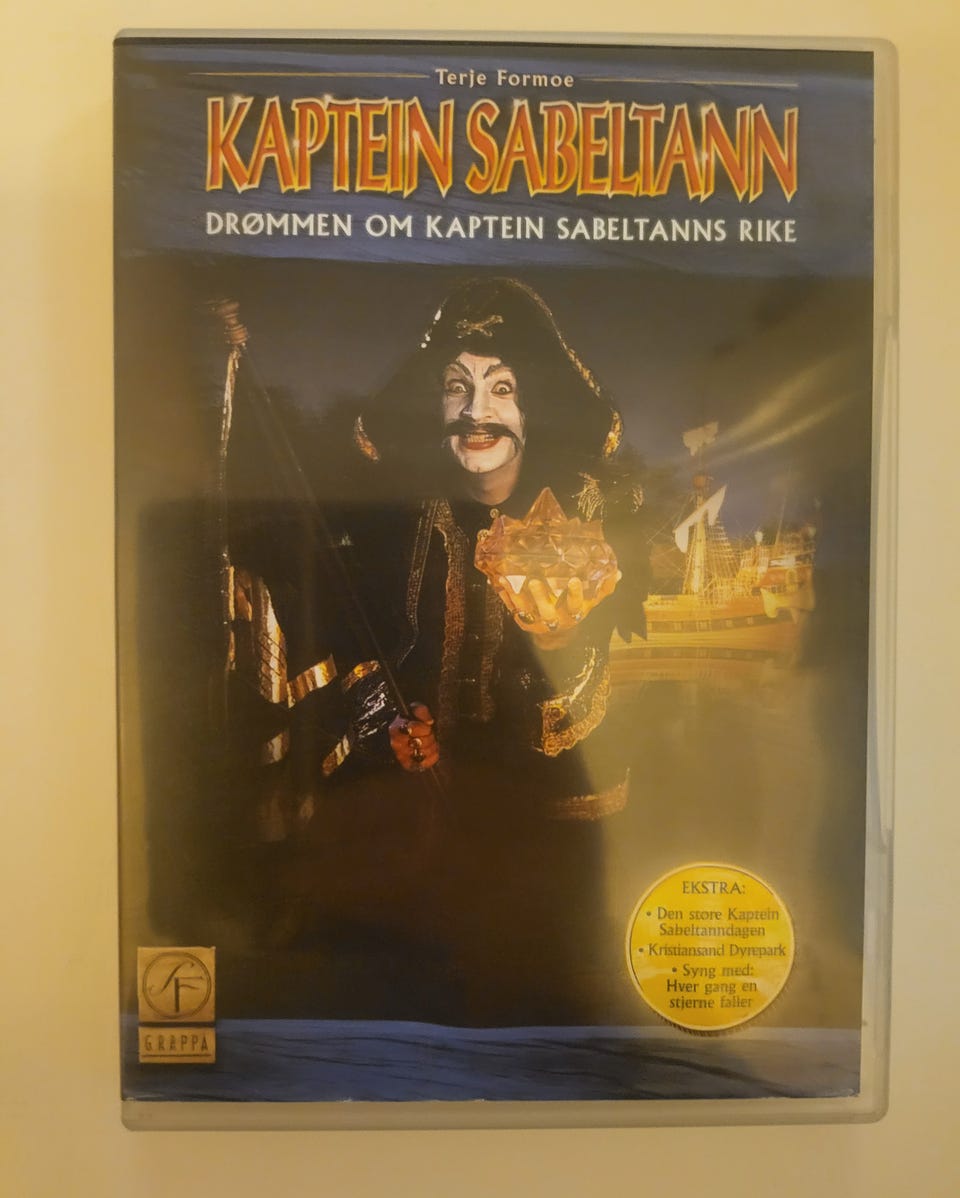 Terje Formoe
KAPTEIN SABELTANN
DRØMMEN OM KAPTEIN SABELTANNS RIKE
EKSTRA:
• Den store Kaptein
Sabeltanndagen
• Kristiansand Dyrepark
• Syng med:
Hver gang en
stjerne faller
SF
GRAPPA